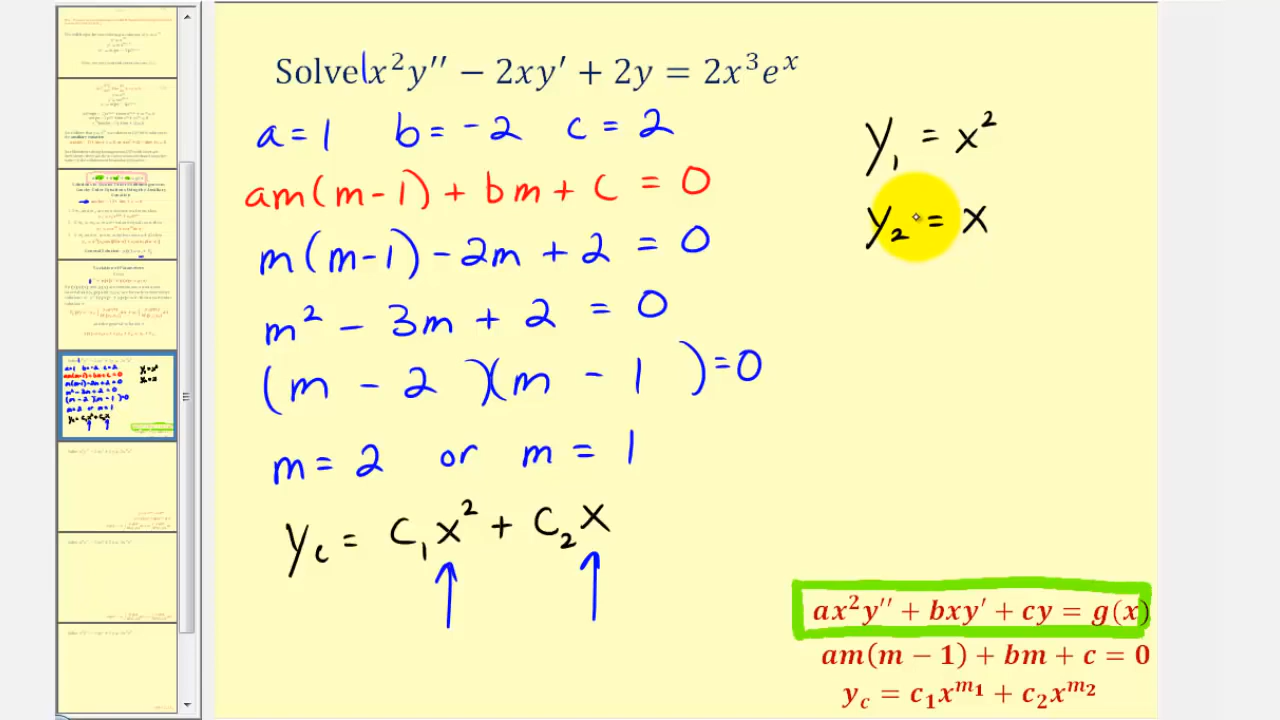 Solve x²y'' − 2xy' + 2y = 2x³eˣ
a = 1 b = -2 c = 2
am(m-1) + bm + c = 0
m(m-1) - 2m + 2 = 0
m² - 3m + 2 = 0
(m - 2)(m - 1) = 0
m = 2 or m = 1
y_c = c₁x² + c₂x
y₁ = x²
y₂ = x
ax²y'' + bxy' + cy = g(x)
am(m − 1) + bm + c = 0
y_c = c₁x^{m₁} + c₂x^{m₂}